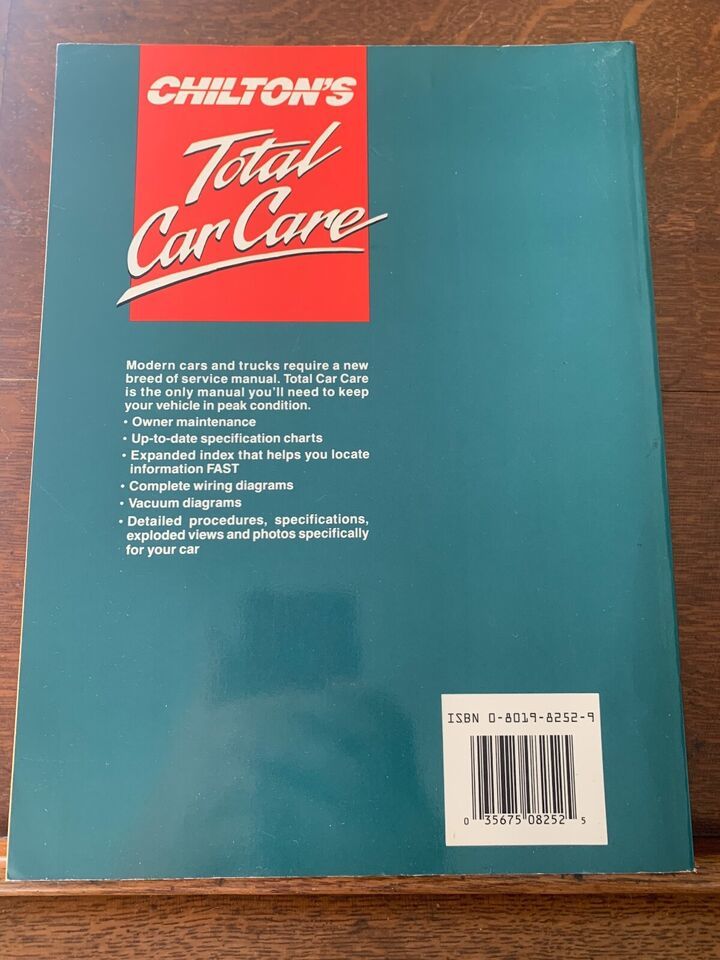 CHILTON'S
Total
Car Care
Modern cars and trucks require a new
breed of service manual. Total Car Care
is the only manual you'll need to keep
your vehicle in peak condition.
• Owner maintenance
• Up-to-date specification charts
• Expanded index that helps you locate
information FAST
• Complete wiring diagrams
• Vacuum diagrams
• Detailed procedures, specifications,
exploded views and photos specifically
for your car
ISBN 0-8019-8252-9
0 35675 08252 5